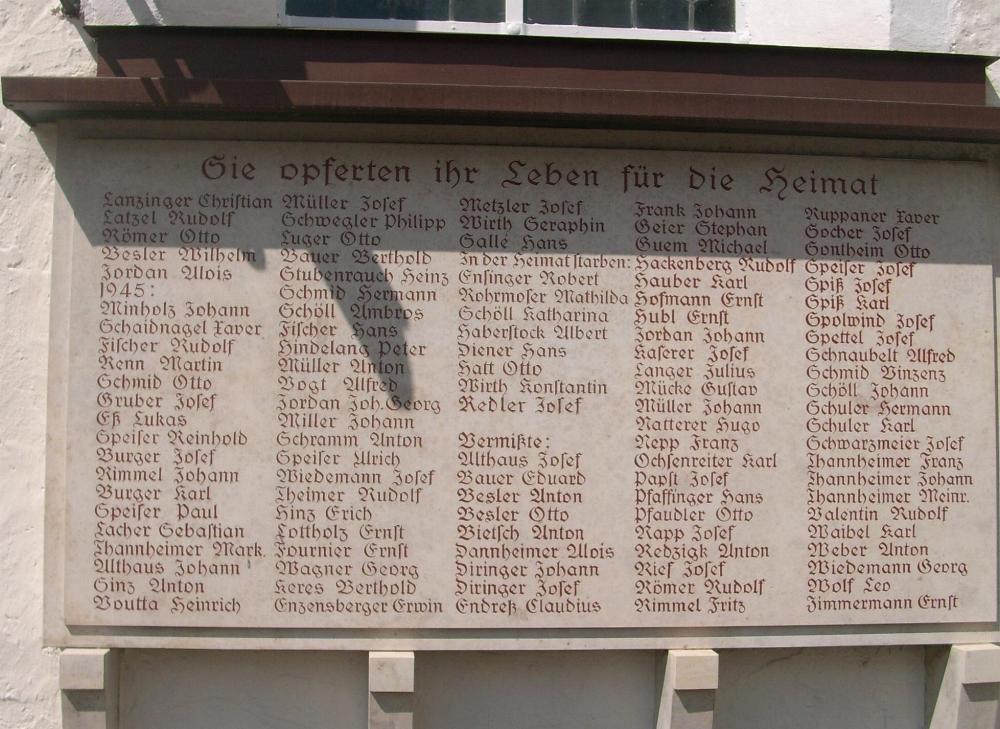 Sie opferten ihr Leben für die Heimat
Lanzinger Christian
Latzel Rudolf
Römer Otto
Besler Wilhelm
Jordan Alois
1945:
Minholz Johann
Schaidnagel Xaver
Fischer Rudolf
Renn Martin
Schmid Otto
Gruber Josef
Eß Lukas
Speiser Reinhold
Burger Josef
Rimmel Johann
Burger Karl
Speiser Paul
Lacher Sebastian
Thannheimer Mark.
Althaus Johann
Sinz Anton
Voutta Heinrich
Müller Josef
Schwegler Philipp
Luger Otto
Bauer Berthold
Stubenrauch Heinz
Schmid Hermann
Schöll Ambros
Fischer Hans
Hindelang Peter
Müller Anton
Vogt Alfred
Jordan Joh. Georg
Miller Johann
Schramm Anton
Speiser Ulrich
Wiedemann Josef
Theimer Rudolf
Hinz Erich
Lottholz Ernst
Fournier Ernst
Wagner Georg
Keres Berthold
Enzensberger Erwin
Metzler Josef
Wirth Seraphin
Salle Hans
In der Heimat starben:
Ensinger Robert
Rohrmoser Mathilda
Schöll Katharina
Haberstock Albert
Diener Hans
Hatt Otto
Wirth Konstantin
Redler Josef
Vermißte:
Althaus Josef
Bauer Eduard
Besler Anton
Besler Otto
Bietsch Anton
Dannheimer Alois
Diringer Johann
Diringer Josef
Endreß Claudius
Frank Johann
Geier Stephan
Guem Michael
Hackenberg Rudolf
Hauber Karl
Hofmann Ernst
Hubl Ernst
Jordan Johann
Kaserer Josef
Langer Julius
Mücke Gustav
Müller Johann
Natterer Hugo
Nepp Franz
Ochsenreiter Karl
Papst Josef
Pfaffinger Hans
Pfaudler Otto
Rapp Josef
Redzigk Anton
Rief Josef
Römer Rudolf
Rimmel Fritz
Ruppaner Xaver
Socher Josef
Sontheim Otto
Speiser Josef
Spiß Josef
Spiß Karl
Spolwind Josef
Spettel Josef
Schnaubelt Alfred
Schmid Vinzenz
Schöll Johann
Schuler Hermann
Schuler Karl
Schwarzmeier Josef
Thannheimer Franz
Thannheimer Johann
Thannheimer Meinr.
Valentin Rudolf
Waibel Karl
Weber Anton
Wiedemann Georg
Wolf Leo
Zimmermann Ernst